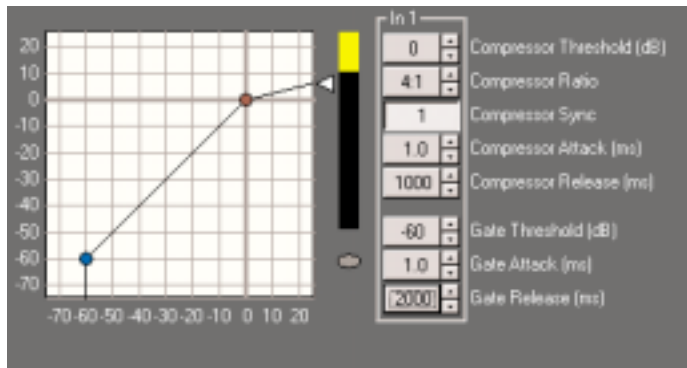 In 1
20
10
0
-10
-20
-30
-40
-50
-60
-70
-70 -60 -50 -40 -30 -20 -10 0 10 20
0 Compressor Threshold (dB)
4:1 Compressor Ratio
1 Compressor Sync
1.0 Compressor Attack (ms)
1000 Compressor Release (ms)
-60 Gate Threshold (dB)
1.0 Gate Attack (ms)
2000 Gate Release (ms)